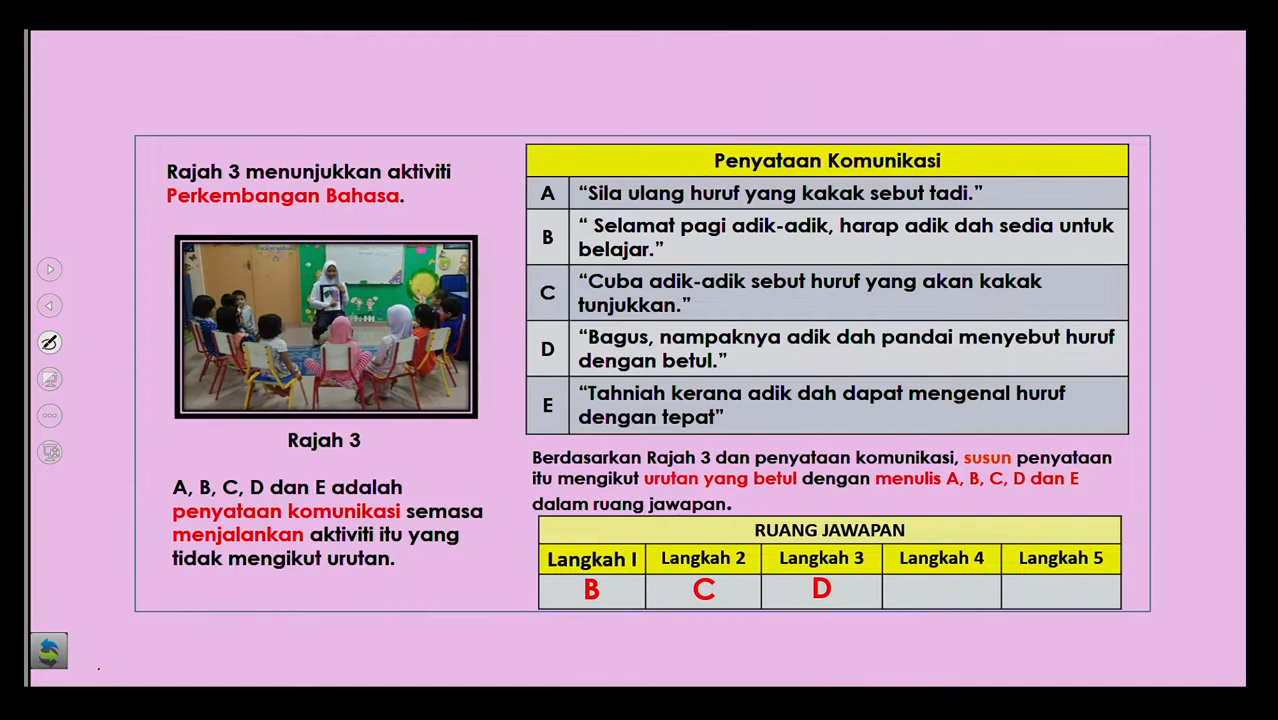 Rajah 3 menunjukkan aktiviti
Perkembangan Bahasa.
Rajah 3
A, B, C, D dan E adalah
penyataan komunikasi semasa
menjalankan aktiviti itu yang
tidak mengikut urutan.
Penyataan Komunikasi
A “Sila ulang huruf yang kakak sebut tadi.”
B “ Selamat pagi adik-adik, harap adik dah sedia untuk
belajar.”
C “Cuba adik-adik sebut huruf yang akan kakak
tunjukkan.”
D “Bagus, nampaknya adik dah pandai menyebut huruf
dengan betul.”
E “Tahniah kerana adik dah dapat mengenal huruf
dengan tepat”
Berdasarkan Rajah 3 dan penyataan komunikasi, susun penyataan
itu mengikut urutan yang betul dengan menulis A, B, C, D dan E
dalam ruang jawapan.
RUANG JAWAPAN
Langkah I Langkah 2 Langkah 3 Langkah 4 Langkah 5
B C D